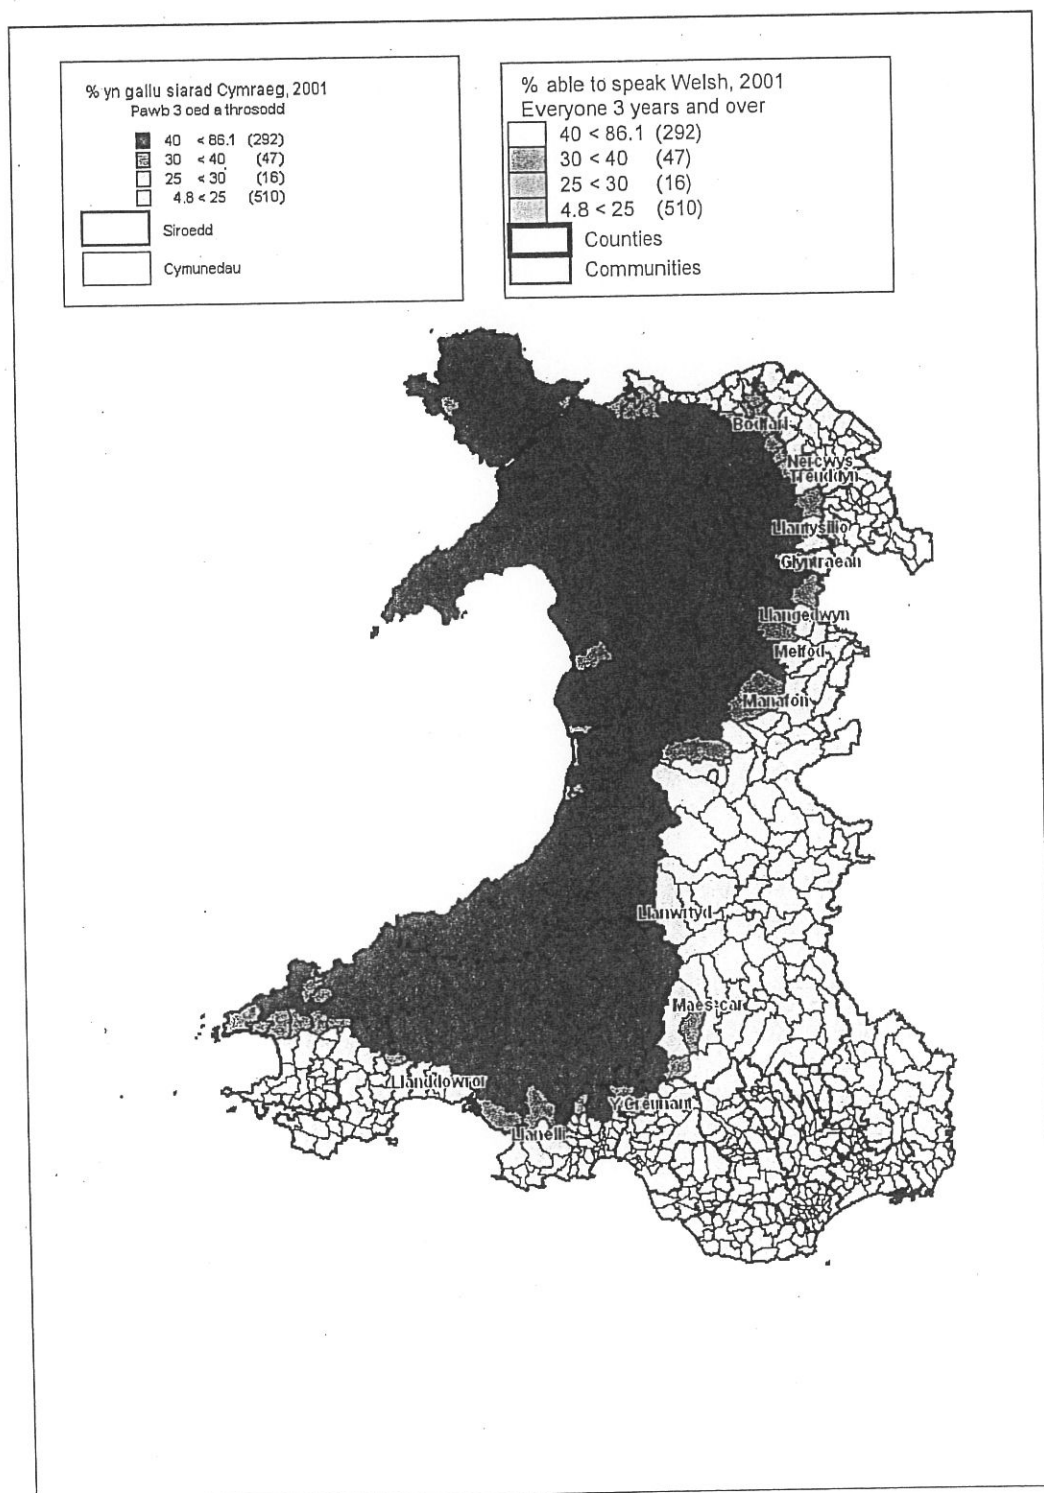 % yn gallu siarad Cymraeg, 2001
Pawb 3 oed a throsodd
40 < 86.1 (292)
30 < 40 (47)
25 < 30 (16)
4.8 < 25 (510)
Siroedd
Cymunedau
% able to speak Welsh, 2001
Everyone 3 years and over
40 < 86.1 (292)
30 < 40 (47)
25 < 30 (16)
4.8 < 25 (510)
Counties
Communities
Bodfari
Nercwys
Treuddyn
Llantysilio
Glyntraean
Llangedwyn
Meifod
Manafon
Llanwrtyd
Maes-car
Llanddowror
Y Creunant
Llanelli